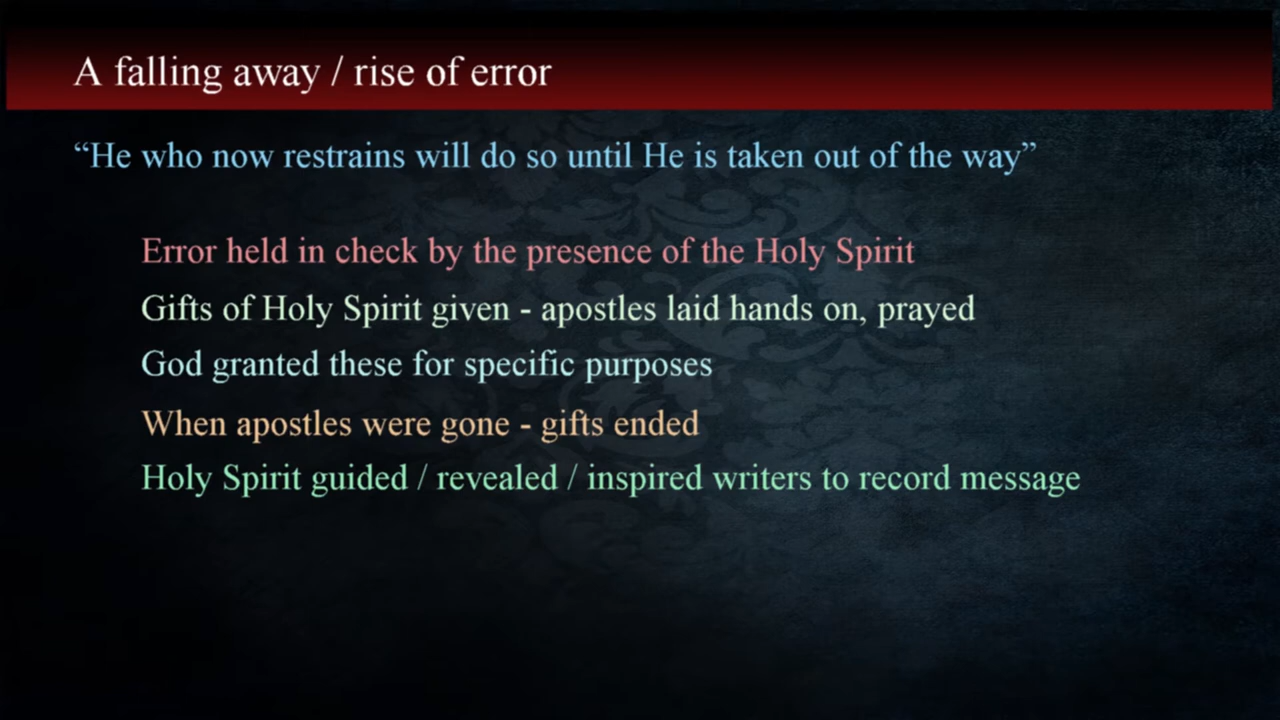 A falling away / rise of error
“He who now restrains will do so until He is taken out of the way”
Error held in check by the presence of the Holy Spirit
Gifts of Holy Spirit given - apostles laid hands on, prayed
God granted these for specific purposes
When apostles were gone - gifts ended
Holy Spirit guided / revealed / inspired writers to record message